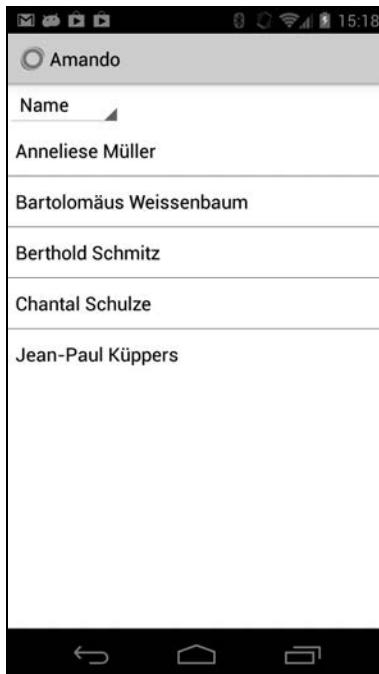 15:18
Amando
Name
Anneliese Müller
Bartolomäus Weissenbaum
Berthold Schmitz
Chantal Schulze
Jean-Paul Küppers